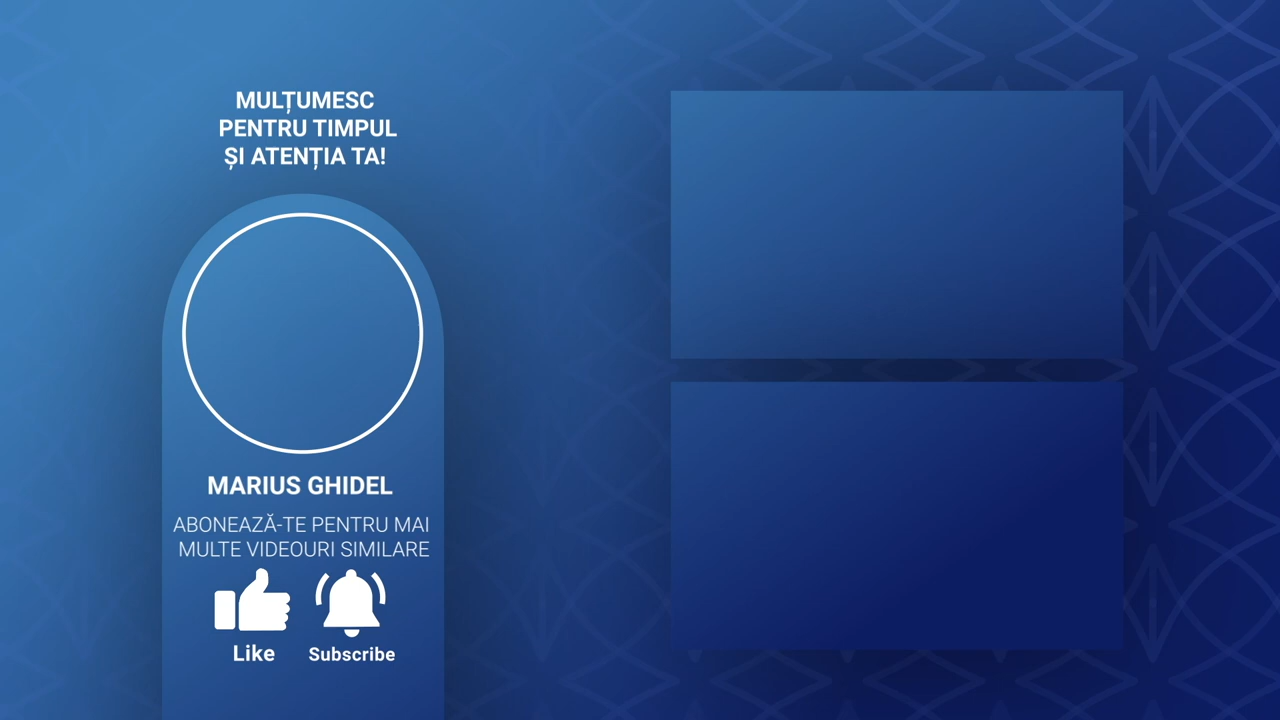 MULȚUMESC
PENTRU TIMPUL
ȘI ATENȚIA TA!
MARIUS GHIDEL
ABONEAZĂ-TE PENTRU MAI
MULTE VIDEOURI SIMILARE
Like
Subscribe